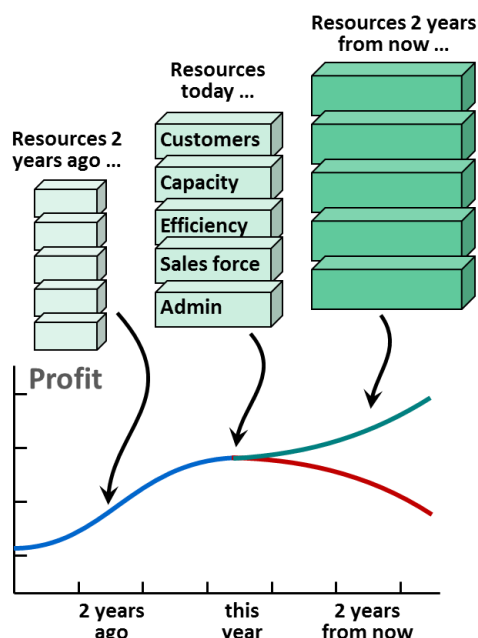 Resources 2 years
from now ...
Resources
today ...
Resources 2
years ago ...
Customers
Capacity
Efficiency
Sales force
Admin
Profit
2 years
ago
this
year
2 years
from now